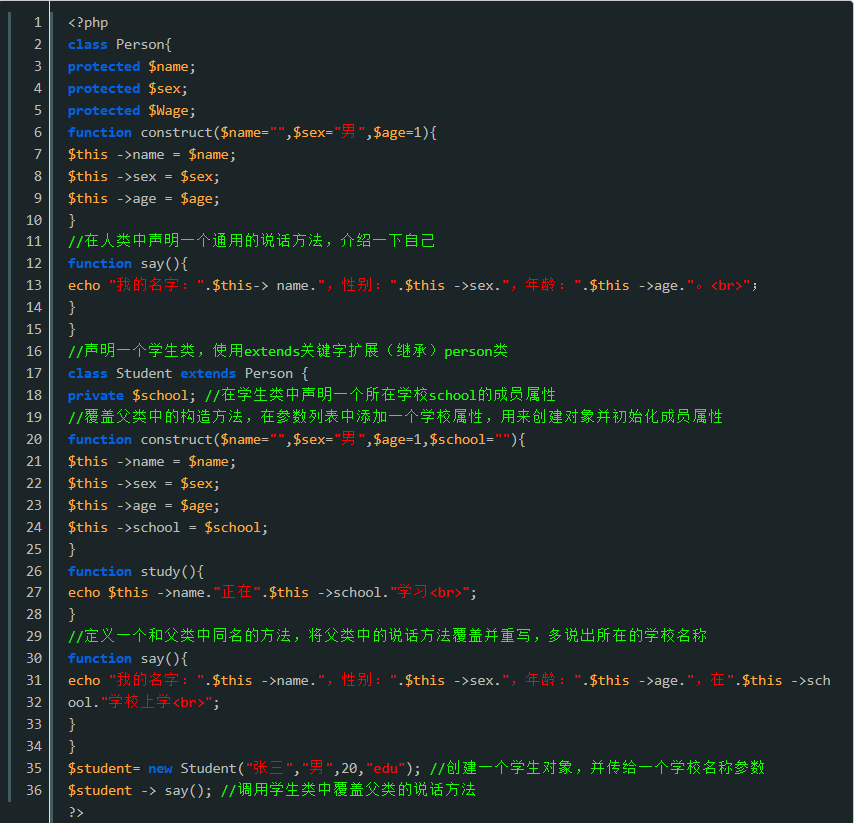 1 <?php
2 class Person{
3 protected $name;
4 protected $sex;
5 protected $Wage;
6 function construct($name="",$sex="男",$age=1){
7 $this ->name = $name;
8 $this ->sex = $sex;
9 $this ->age = $age;
10 }
11 //在人类中声明一个通用的说话方法，介绍一下自己
12 function say(){
13 echo "我的名字：".$this-> name."，性别：".$this ->sex."，年龄：".$this ->age."。<br>";
14 }
15 }
16 //声明一个学生类，使用extends关键字扩展（继承）person类
17 class Student extends Person {
18 private $school; //在学生类中声明一个所在学校school的成员属性
19 //覆盖父类中的构造方法，在参数列表中添加一个学校属性，用来创建对象并初始化成员属性
20 function construct($name="",$sex="男",$age=1,$school=""){
21 $this ->name = $name;
22 $this ->sex = $sex;
23 $this ->age = $age;
24 $this ->school = $school;
25 }
26 function study(){
27 echo $this ->name."正在".$this ->school."学习<br>";
28 }
29 //定义一个和父类中同名的方法，将父类中的说话方法覆盖并重写，多说出所在的学校名称
30 function say(){
31 echo "我的名字：".$this ->name."，性别：".$this ->sex."，年龄：".$this ->age."，在".$this ->sch
32 ool."学校上学<br>";
33 }
34 }
35 $student= new Student("张三","男",20,"edu"); //创建一个学生对象，并传给一个学校名称参数
36 $student -> say(); //调用学生类中覆盖父类的说话方法
?>